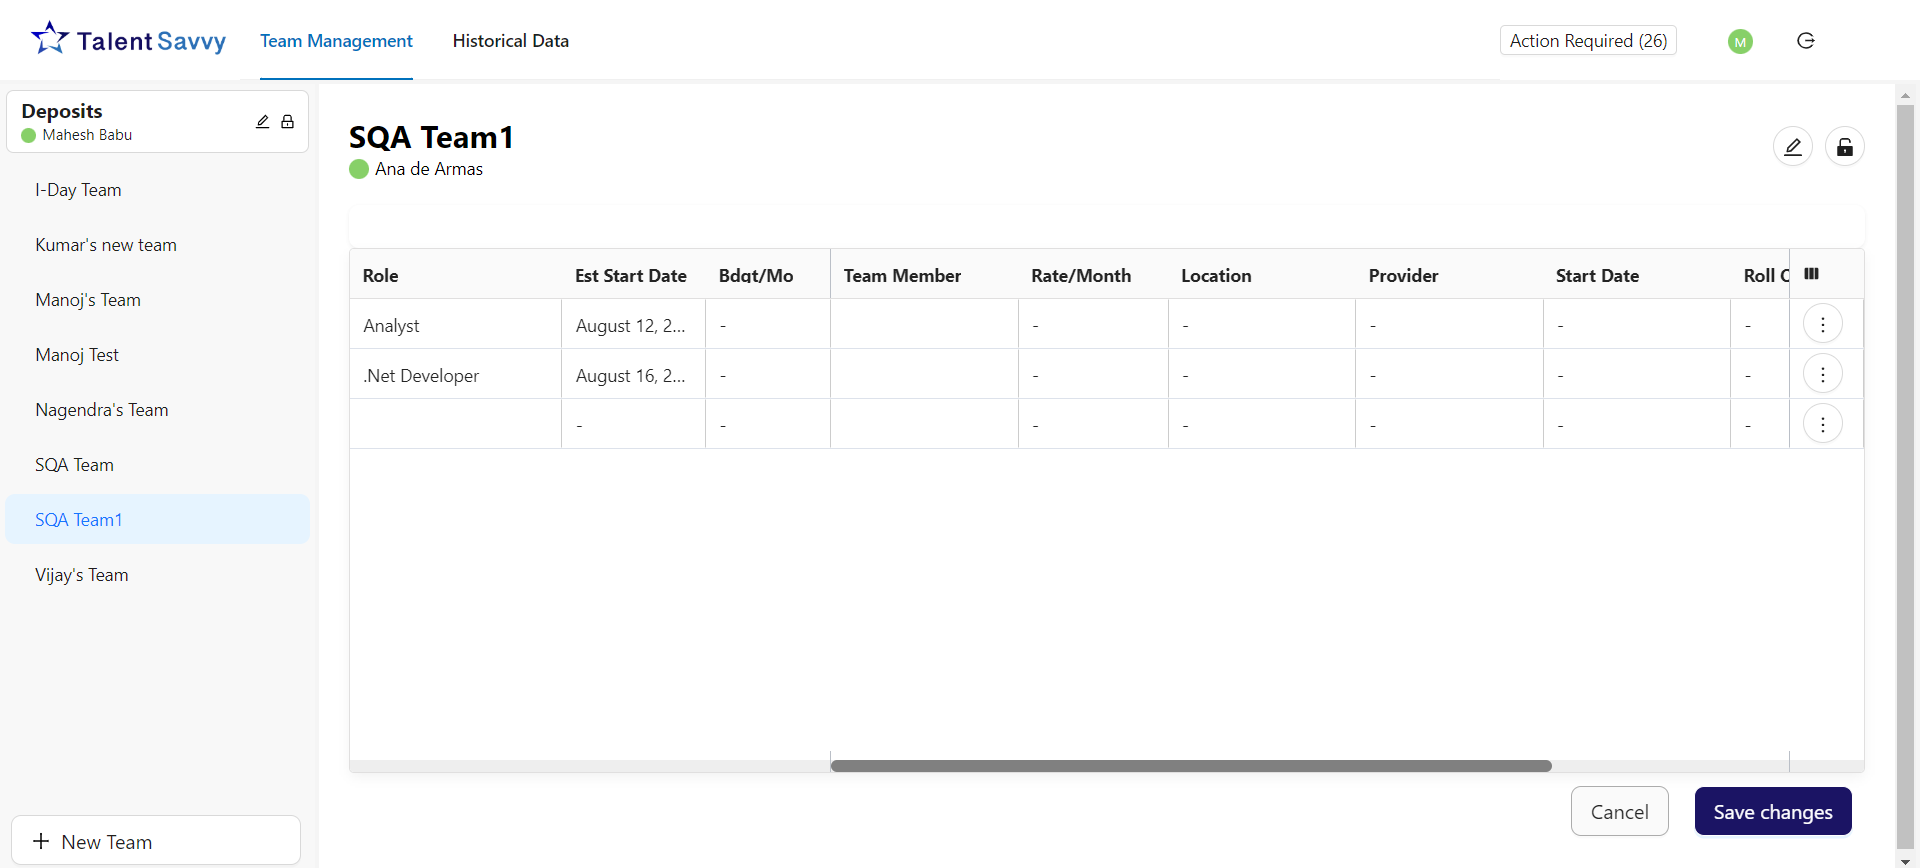 Talent Savvy
Team Management
Historical Data
Action Required (26)
M
Deposits
Mahesh Babu
I-Day Team
Kumar's new team
Manoj's Team
Manoj Test
Nagendra's Team
SQA Team
SQA Team1
Vijay's Team
+ New Team
SQA Team1
Ana de Armas
Role Est Start Date Bdgt/Mo Team Member Rate/Month Location Provider Start Date Roll
Analyst August 12, 2... - - - - - -
.Net Developer August 16, 2... - - - - - -
- - - - - - -
Cancel
Save changes